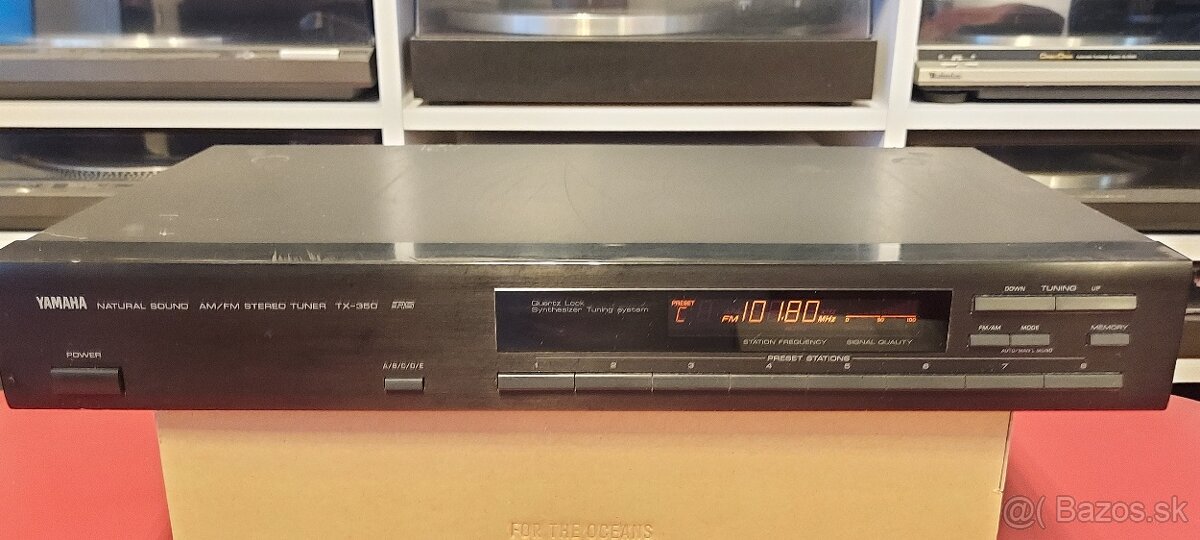 YAMAHA NATURAL SOUND AM/FM STEREO TUNER TX-350
POWER
A/B/C/D/E
Quartz Lock
Synthesizer Tuning system
PRESET
C
FM 101.80 MHz
0 50 100
STATION FREQUENCY SIGNAL QUALITY
PRESET STATIONS
1 2 3 4 5 6 7 8
DOWN TUNING UP
FM/AM MODE MEMORY
AUTO/MAN'L MONO
FOR THE OCEANS
@( Bazos.sk